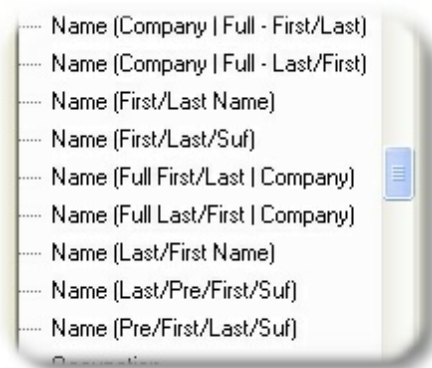 Name (Company | Full - First/Last)
Name (Company | Full - Last/First)
Name (First/Last Name)
Name (First/Last/Suf)
Name (Full First/Last | Company)
Name (Full Last/First | Company)
Name (Last/First Name)
Name (Last/Pre/First/Suf)
Name (Pre/First/Last/Suf)